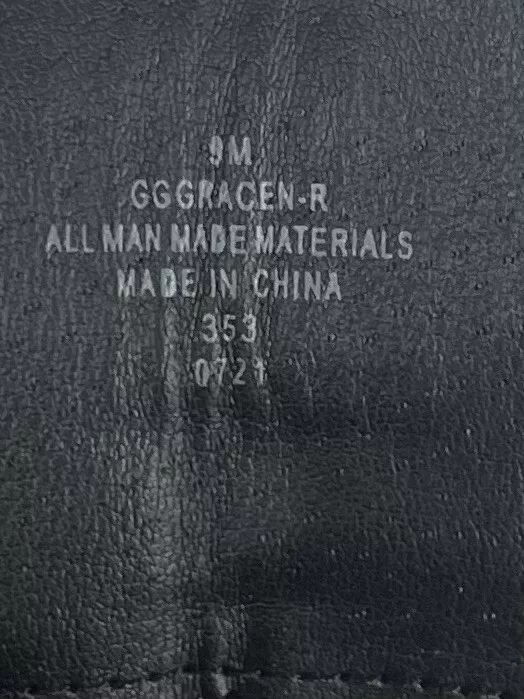 9M
GGGRACEN-R
ALL MAN MADE MATERIALS
MADE IN CHINA
353
0721